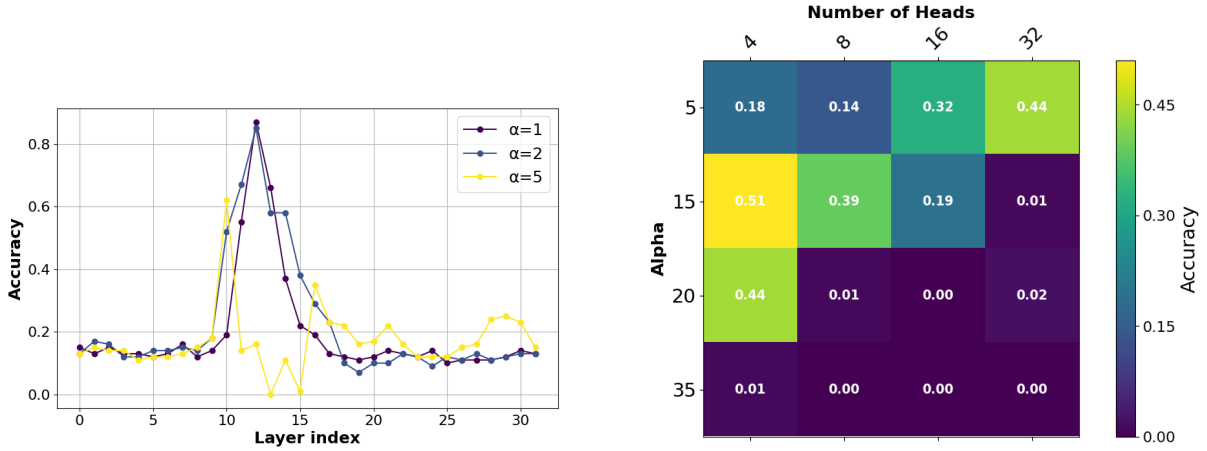 0.8
0.6
0.4
0.2
0.0
Accuracy
0 5 10 15 20 25 30
Layer index
α=1
α=2
α=5
Number of Heads
4 8 16 32
Alpha
5 0.18 0.14 0.32 0.44
15 0.51 0.39 0.19 0.01
20 0.44 0.01 0.00 0.02
35 0.01 0.00 0.00 0.00
0.45
0.30
0.15
0.00
Accuracy